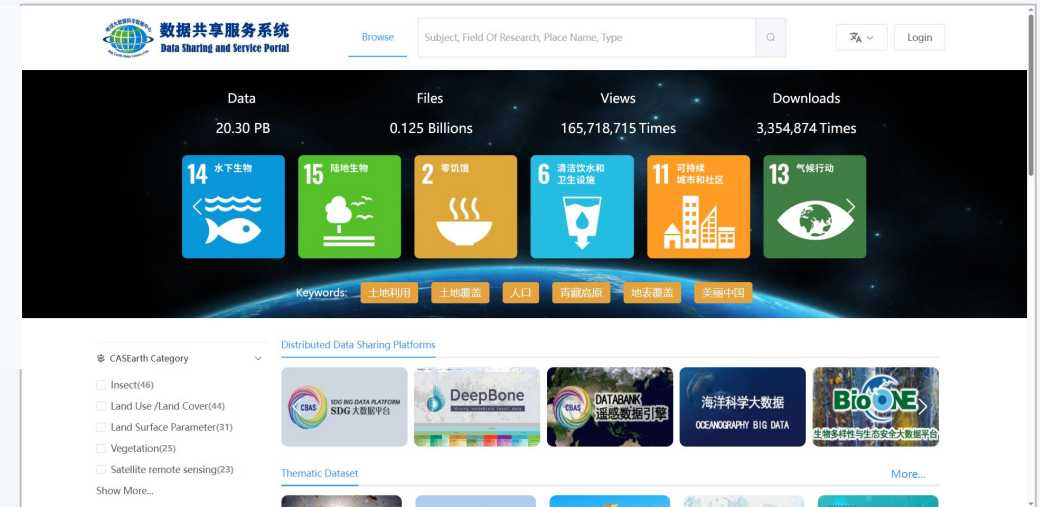 数据共享服务系统
Data Sharing and Service Portal
Browse
Subject, Field Of Research, Place Name, Type
Login
Data
Files
Views
Downloads
20.30 PB
0.125 Billions
165,718,715 Times
3,354,874 Times
14 水下生物
15 陆地生物
2 零饥饿
6 清洁饮水和
卫生设施
11 可持续
城市和社区
13 气候行动
Keywords:
土地利用
土地覆盖
人口
青藏高原
地表覆盖
美丽中国
CASEarth Category
Insect(46)
Land Use /Land Cover(44)
Land Surface Parameter(31)
Vegetation(25)
Satellite remote sensing(23)
Show More...
Distributed Data Sharing Platforms
CBAS
SDG BIG DATA PLATFORM
SDG大数据平台
DeepBone
Mining vertebrate fossil data
CBAS
DATABANK
遥感数据引擎
海洋科学大数据
OCEANOGRAPHY BIG DATA
BioONE
生物多样性与生态安全大数据平台
Thematic Dataset
More...